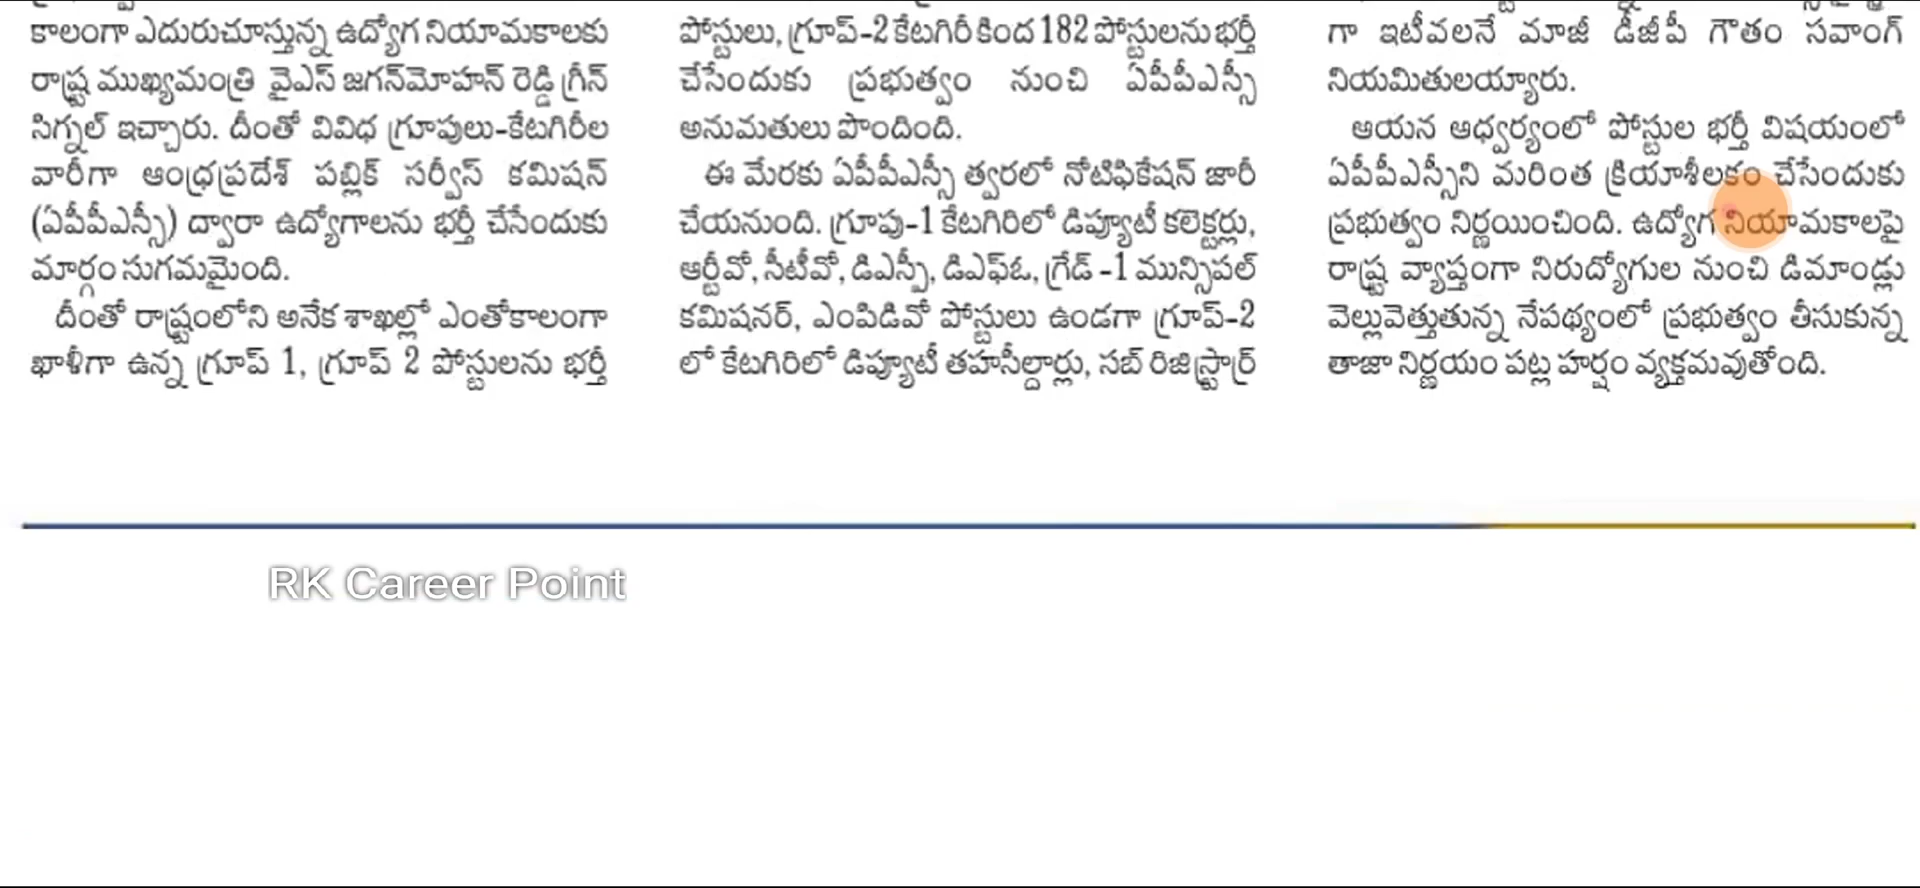 కాలంగా ఎదురుచూస్తున్న ఉద్యోగ నియామకాలకు
రాష్ట్ర ముఖ్యమంత్రి వైఎస్ జగన్‌మోహన్ రెడ్డి గ్రీన్
సిగ్నల్ ఇచ్చారు. దీంతో వివిధ గ్రూపులు-కేటగిరీల
వారీగా ఆంధ్రప్రదేశ్ పబ్లిక్ సర్వీస్ కమిషన్
(ఏపీపీఎస్సీ) ద్వారా ఉద్యోగాలను భర్తీ చేసేందుకు
మార్గం సుగమమైంది.
దీంతో రాష్ట్రంలోని అనేక శాఖల్లో ఎంతోకాలంగా
ఖాళీగా ఉన్న గ్రూప్ 1, గ్రూప్ 2 పోస్టులను భర్తీ
పోస్టులు, గ్రూప్-2 కేటగిరీ కింద 182 పోస్టులను భర్తీ
చేసేందుకు ప్రభుత్వం నుంచి ఏపీపీఎస్సీ
అనుమతులు పొందింది.
ఈ మేరకు ఏపీపీఎస్సీ త్వరలో నోటిఫికేషన్ జారీ
చేయనుంది. గ్రూపు-1 కేటగిరిలో డిప్యూటీ కలెక్టర్లు,
ఆర్టీవో, సీటీవో, డిఎస్పీ, డిఎఫ్ఓ, గ్రేడ్ -1 మున్సిపల్
కమిషనర్, ఎంపిడివో పోస్టులు ఉండగా గ్రూప్-2
లో కేటగిరిలో డిప్యూటీ తహసీల్దార్లు, సబ్ రిజిస్ట్రార్
గా ఇటీవలనే మాజీ డీజీపీ గౌతం సవాంగ్
నియమితులయ్యారు.
ఆయన ఆధ్వర్యంలో పోస్టుల భర్తీ విషయంలో
ఏపీపీఎస్సీని మరింత క్రియాశీలకం చేసేందుకు
ప్రభుత్వం నిర్ణయించింది. ఉద్యోగ నియామకాలపై
రాష్ట్ర వ్యాప్తంగా నిరుద్యోగుల నుంచి డిమాండ్లు
వెల్లువెత్తుతున్న నేపథ్యంలో ప్రభుత్వం తీసుకున్న
తాజా నిర్ణయం పట్ల హర్షం వ్యక్తమవుతోంది.
RK Career Point